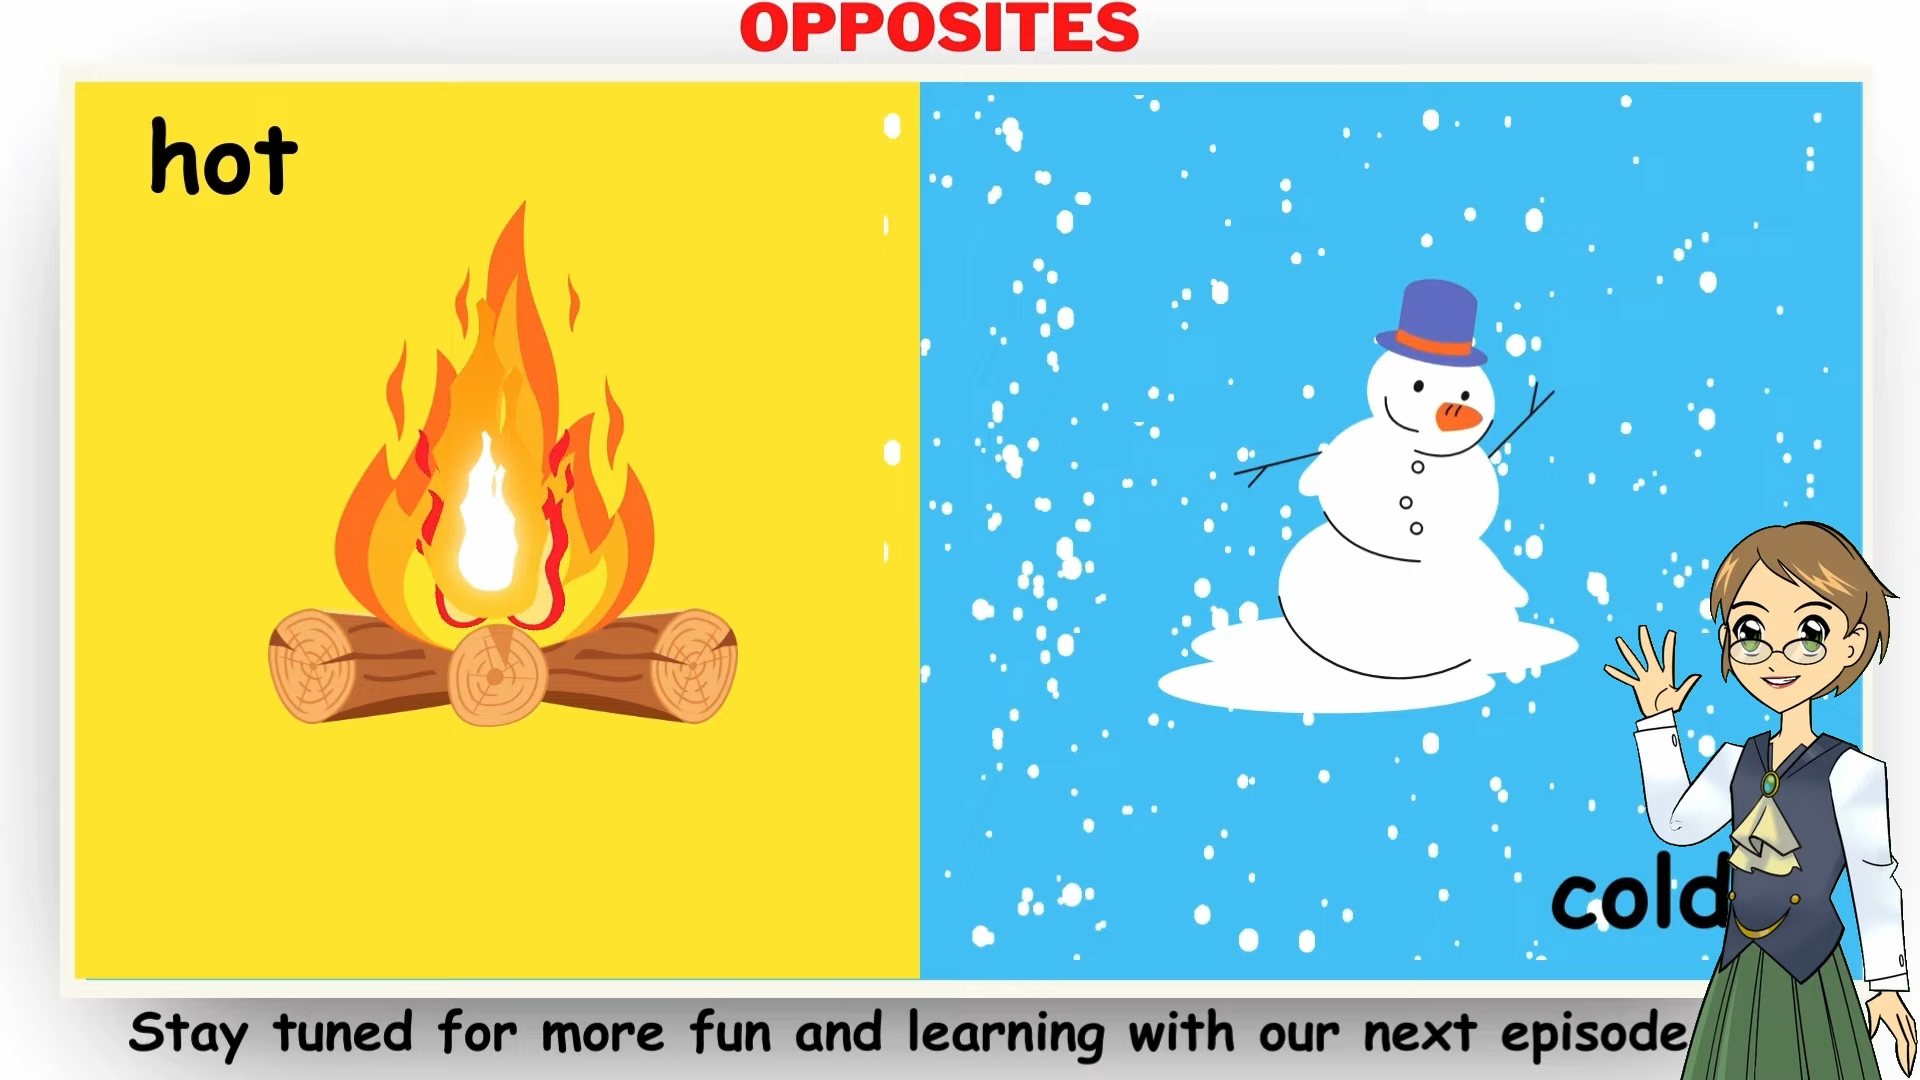 OPPOSITES
hot
cold
Stay tuned for more fun and learning with our next episode